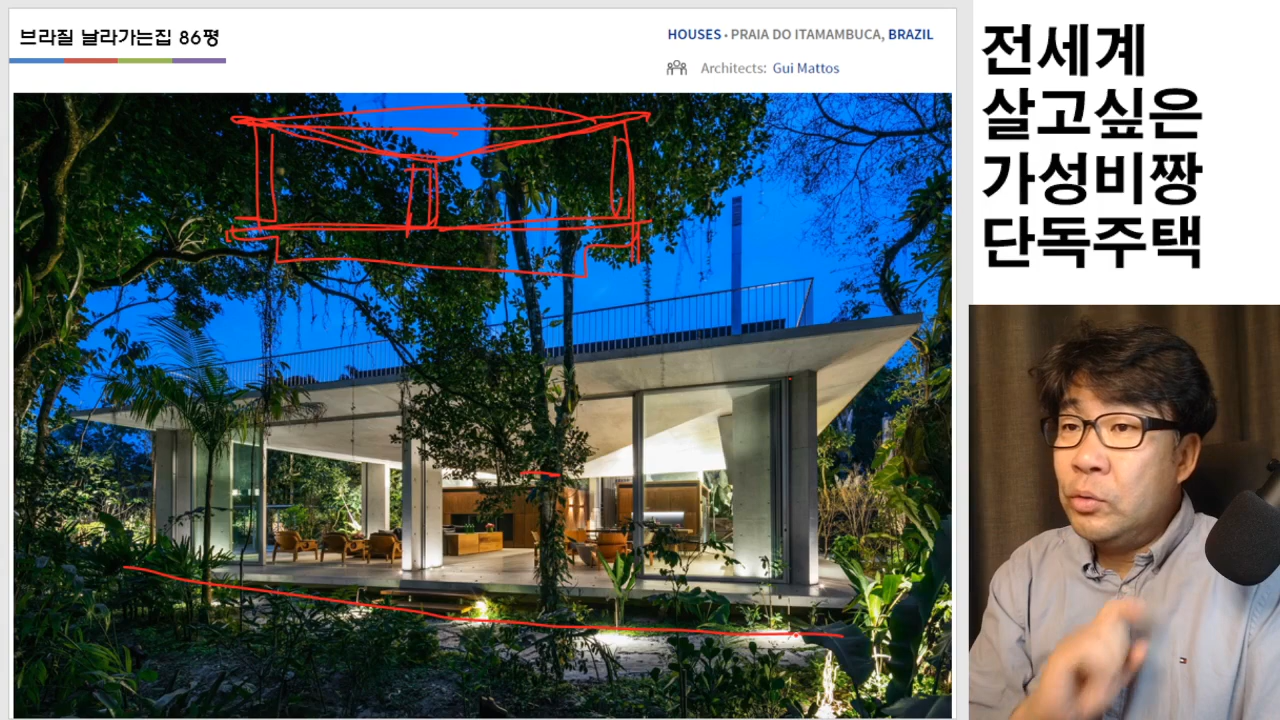 브라질 날라가는집 86평
HOUSES • PRAIA DO ITAMAMBUCA, BRAZIL
Architects: Gui Mattos
전세계
살고싶은
가성비짱
단독주택